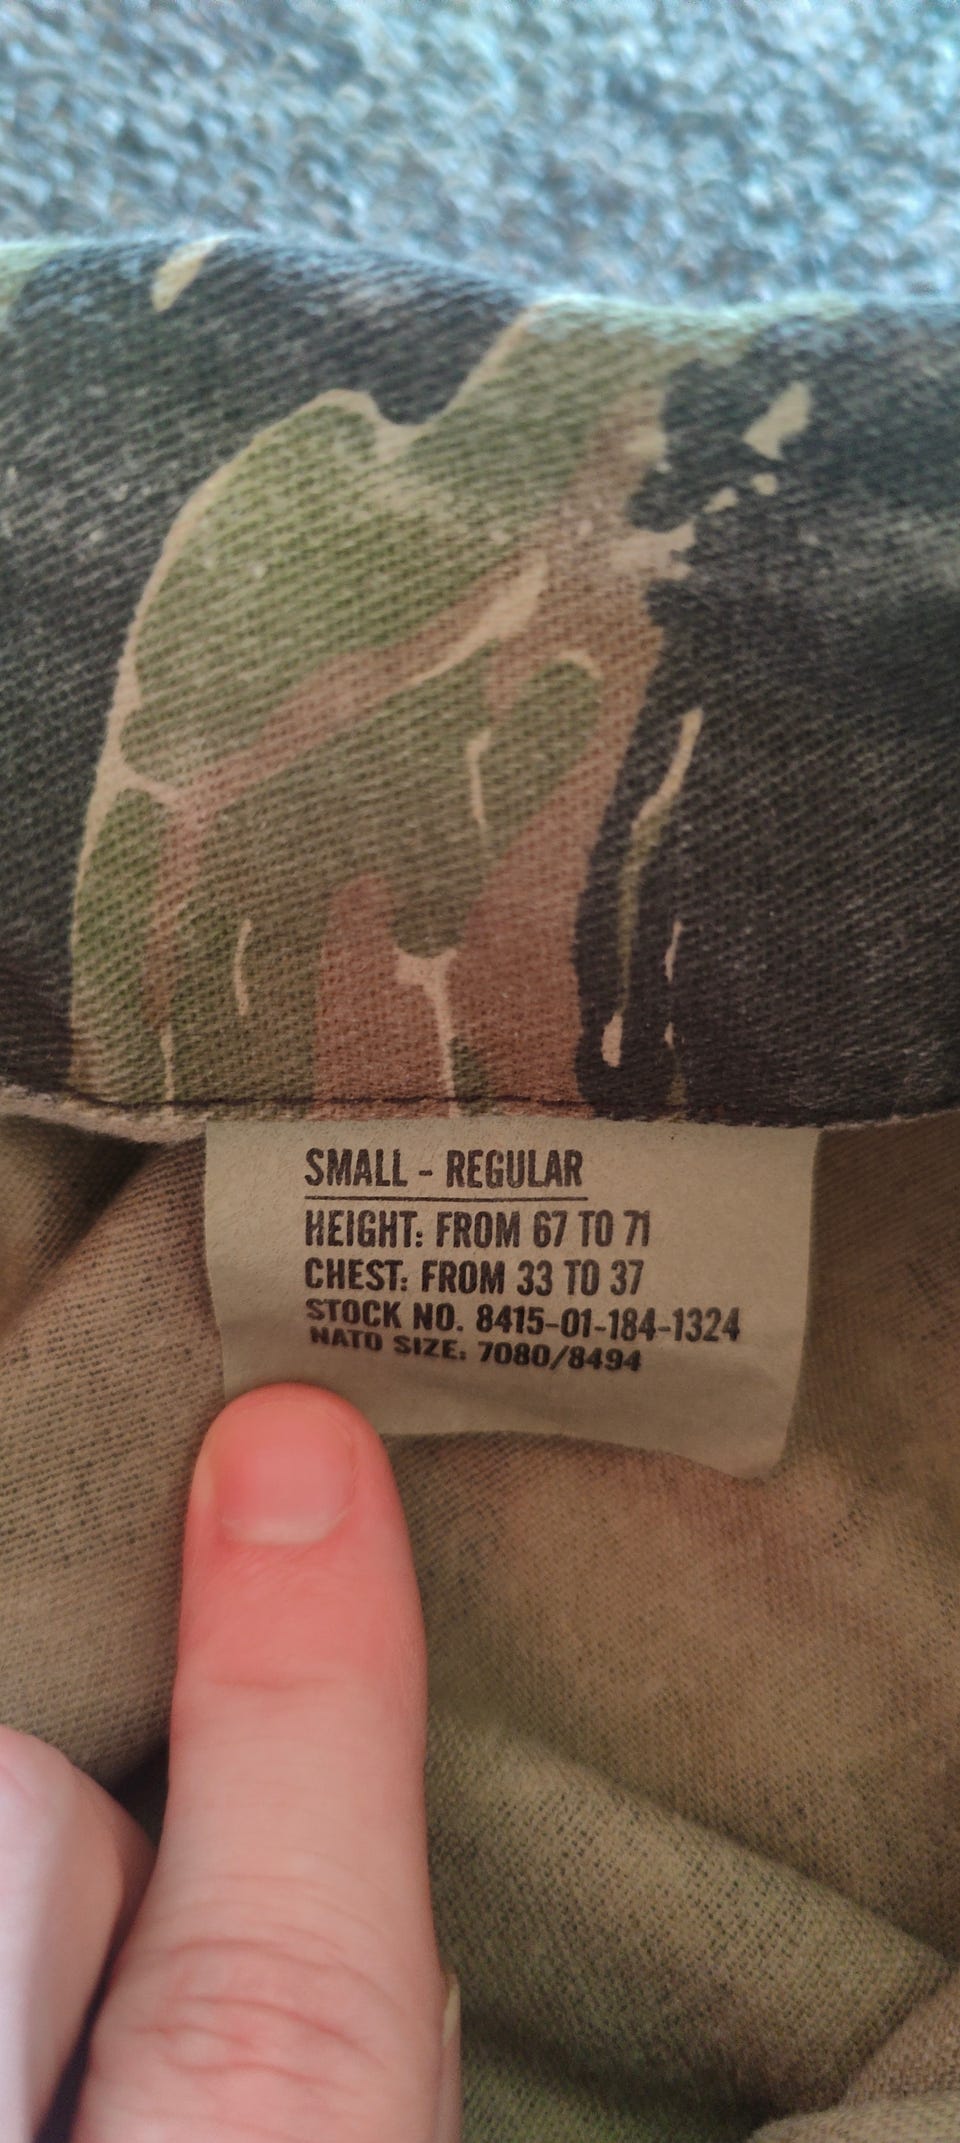 SMALL - REGULAR
HEIGHT: FROM 67 TO 71
CHEST: FROM 33 TO 37
STOCK NO. 8415-01-184-1324
NATO SIZE: 7080/8494